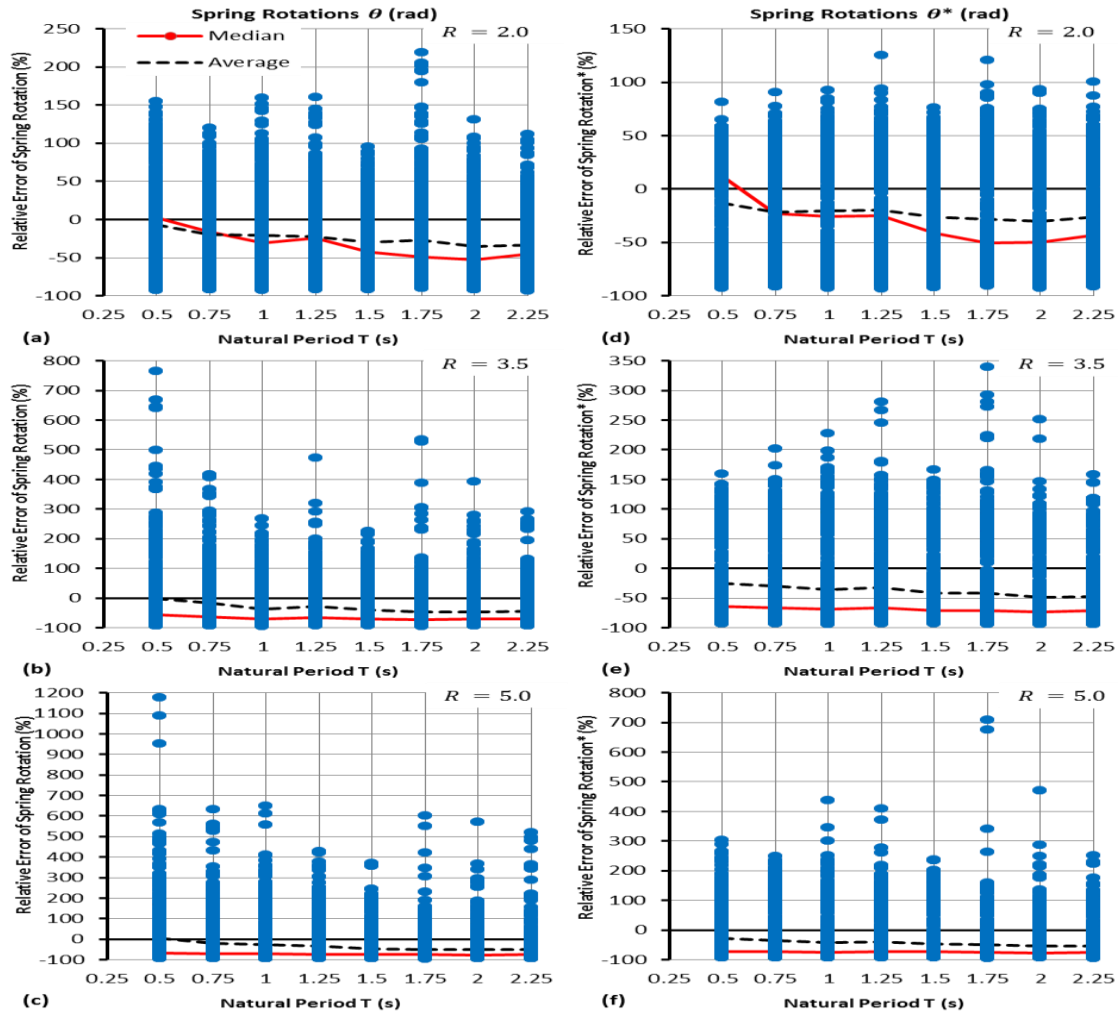 Spring Rotations θ (rad)
R = 2.0
Median
Average
Relative Error of Spring Rotation (%)
250
200
150
100
50
0
-50
-100
0.25 0.5 0.75 1 1.25 1.5 1.75 2 2.25
(a) Natural Period T (s)
Spring Rotations θ* (rad)
R = 2.0
Relative Error of Spring Rotation* (%)
150
100
50
0
-50
-100
0.25 0.5 0.75 1 1.25 1.5 1.75 2 2.25
(d) Natural Period T (s)
R = 3.5
Relative Error of Spring Rotation (%)
800
700
600
500
400
300
200
100
0
-100
0.25 0.5 0.75 1 1.25 1.5 1.75 2 2.25
(b) Natural Period T (s)
R = 3.5
Relative Error of Spring Rotation* (%)
350
300
250
200
150
100
50
0
-50
-100
0.25 0.5 0.75 1 1.25 1.5 1.75 2 2.25
(e) Natural Period T (s)
R = 5.0
Relative Error of Spring Rotation (%)
1200
1100
1000
900
800
700
600
500
400
300
200
100
0
-100
0.25 0.5 0.75 1 1.25 1.5 1.75 2 2.25
(c) Natural Period T (s)
R = 5.0
Relative Error of Spring Rotation* (%)
800
700
600
500
400
300
200
100
0
-100
0.25 0.5 0.75 1 1.25 1.5 1.75 2 2.25
(f) Natural Period T (s)